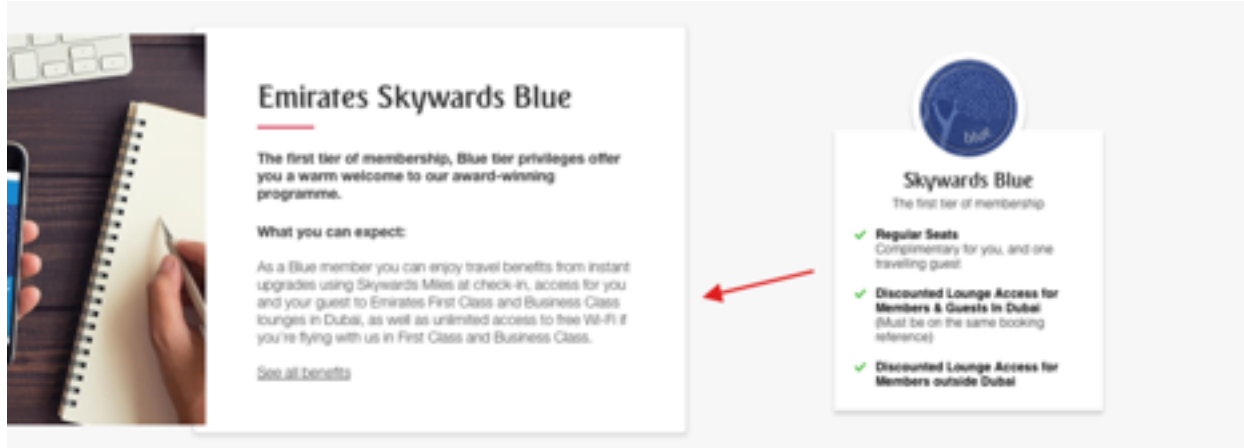 Emirates Skywards Blue
The first tier of membership, Blue tier privileges offer
you a warm welcome to our award-winning
programme.
What you can expect:
As a Blue member you can enjoy travel benefits from instant
upgrades using Skywards Miles at check-in, access for you
and your guest to Emirates First Class and Business Class
lounges in Dubai, as well as unlimited access to free Wi-Fi if
you're flying with us in First Class and Business Class.
See all benefits
blue
Skywards Blue
The first tier of membership
Regular Seats
Complimentary for you, and one
travelling guest
Discounted Lounge Access for
Members & Guests in Dubai
(Must be on the same booking
reference)
Discounted Lounge Access for
Members outside Dubai